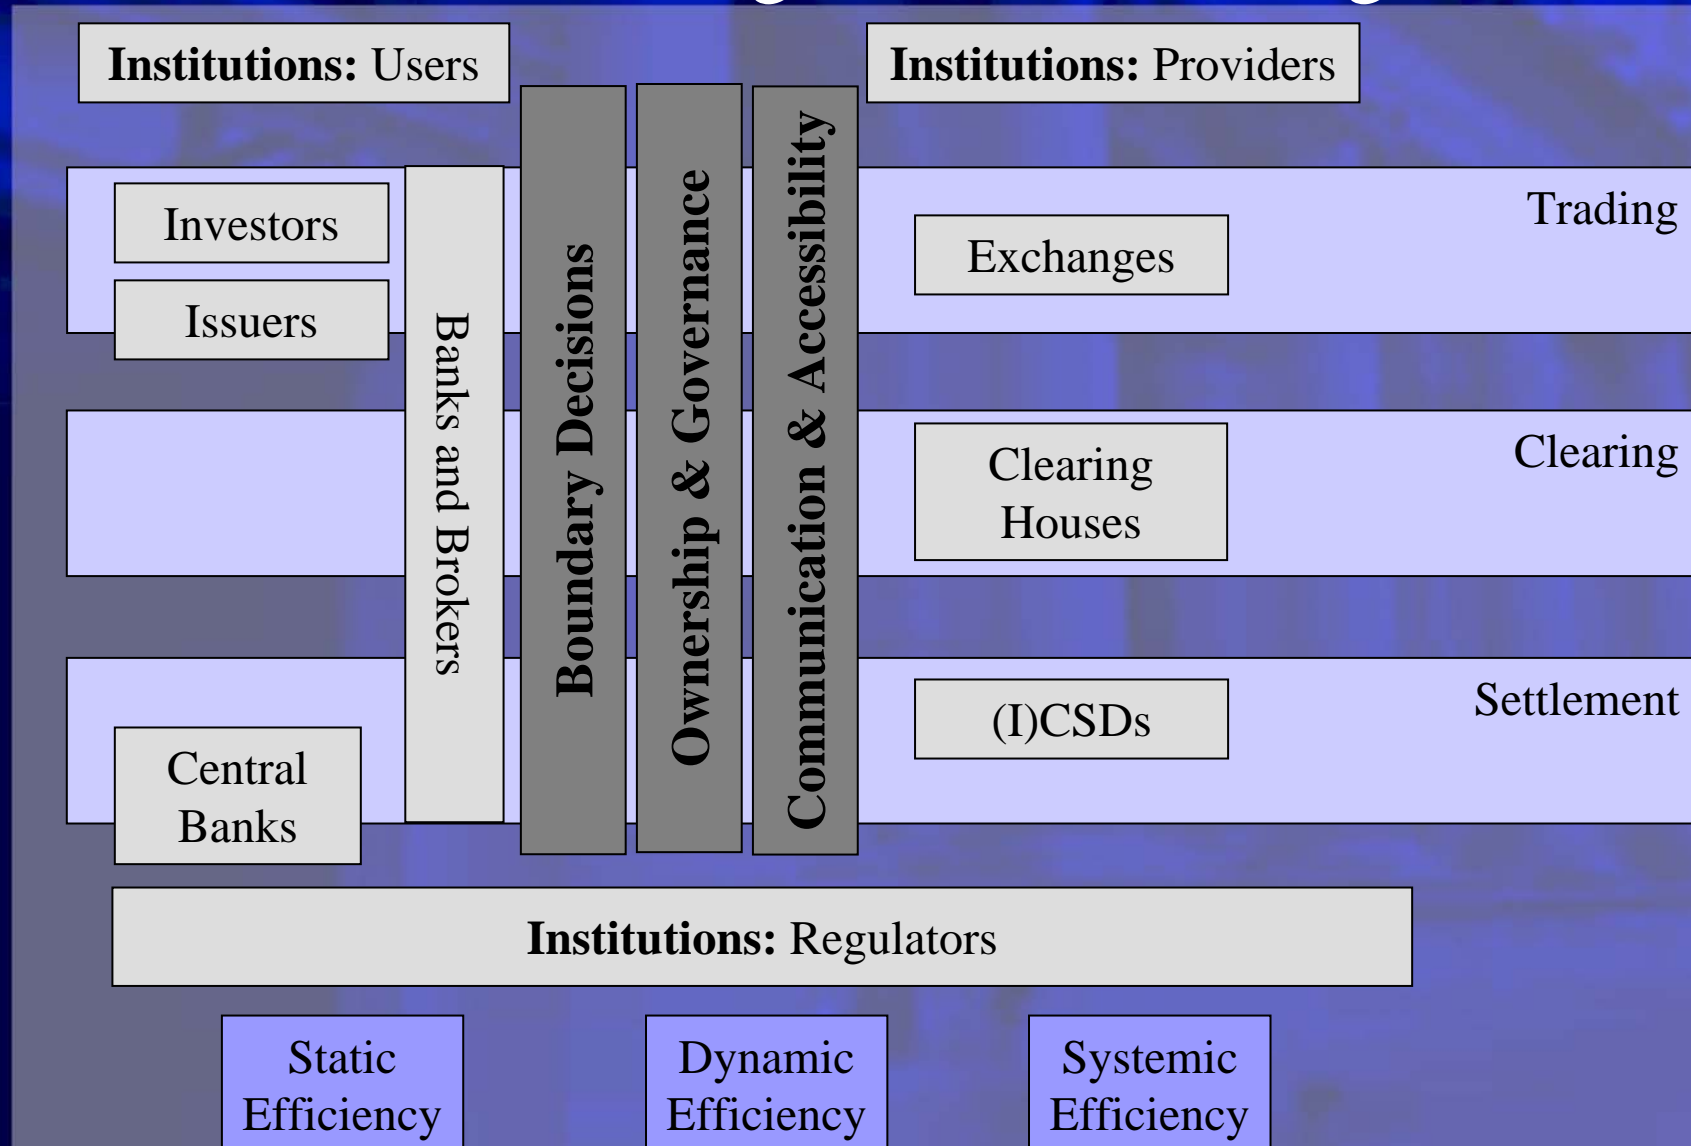 Institutions: Users
Institutions: Providers
Investors
Issuers
Banks and Brokers
Boundary Decisions
Ownership & Governance
Communication & Accessibility
Exchanges
Trading
Clearing
Houses
Clearing
Central
Banks
(I)CSDs
Settlement
Institutions: Regulators
Static
Efficiency
Dynamic
Efficiency
Systemic
Efficiency